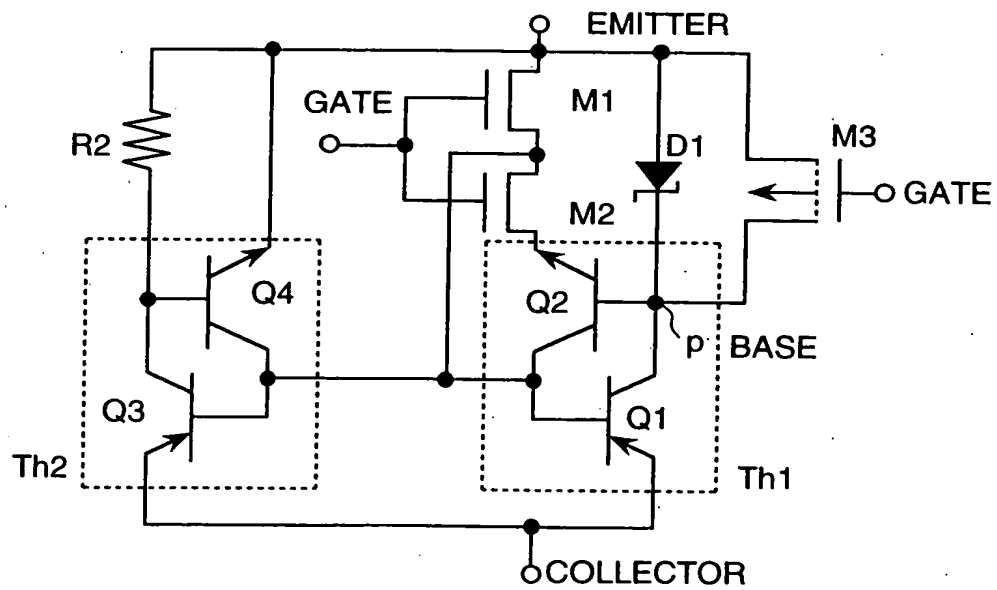 EMITTER
GATE
M1
R2
D1
M3
GATE
M2
Q4
Q2
p
BASE
Q3
Q1
Th2
Th1
COLLECTOR